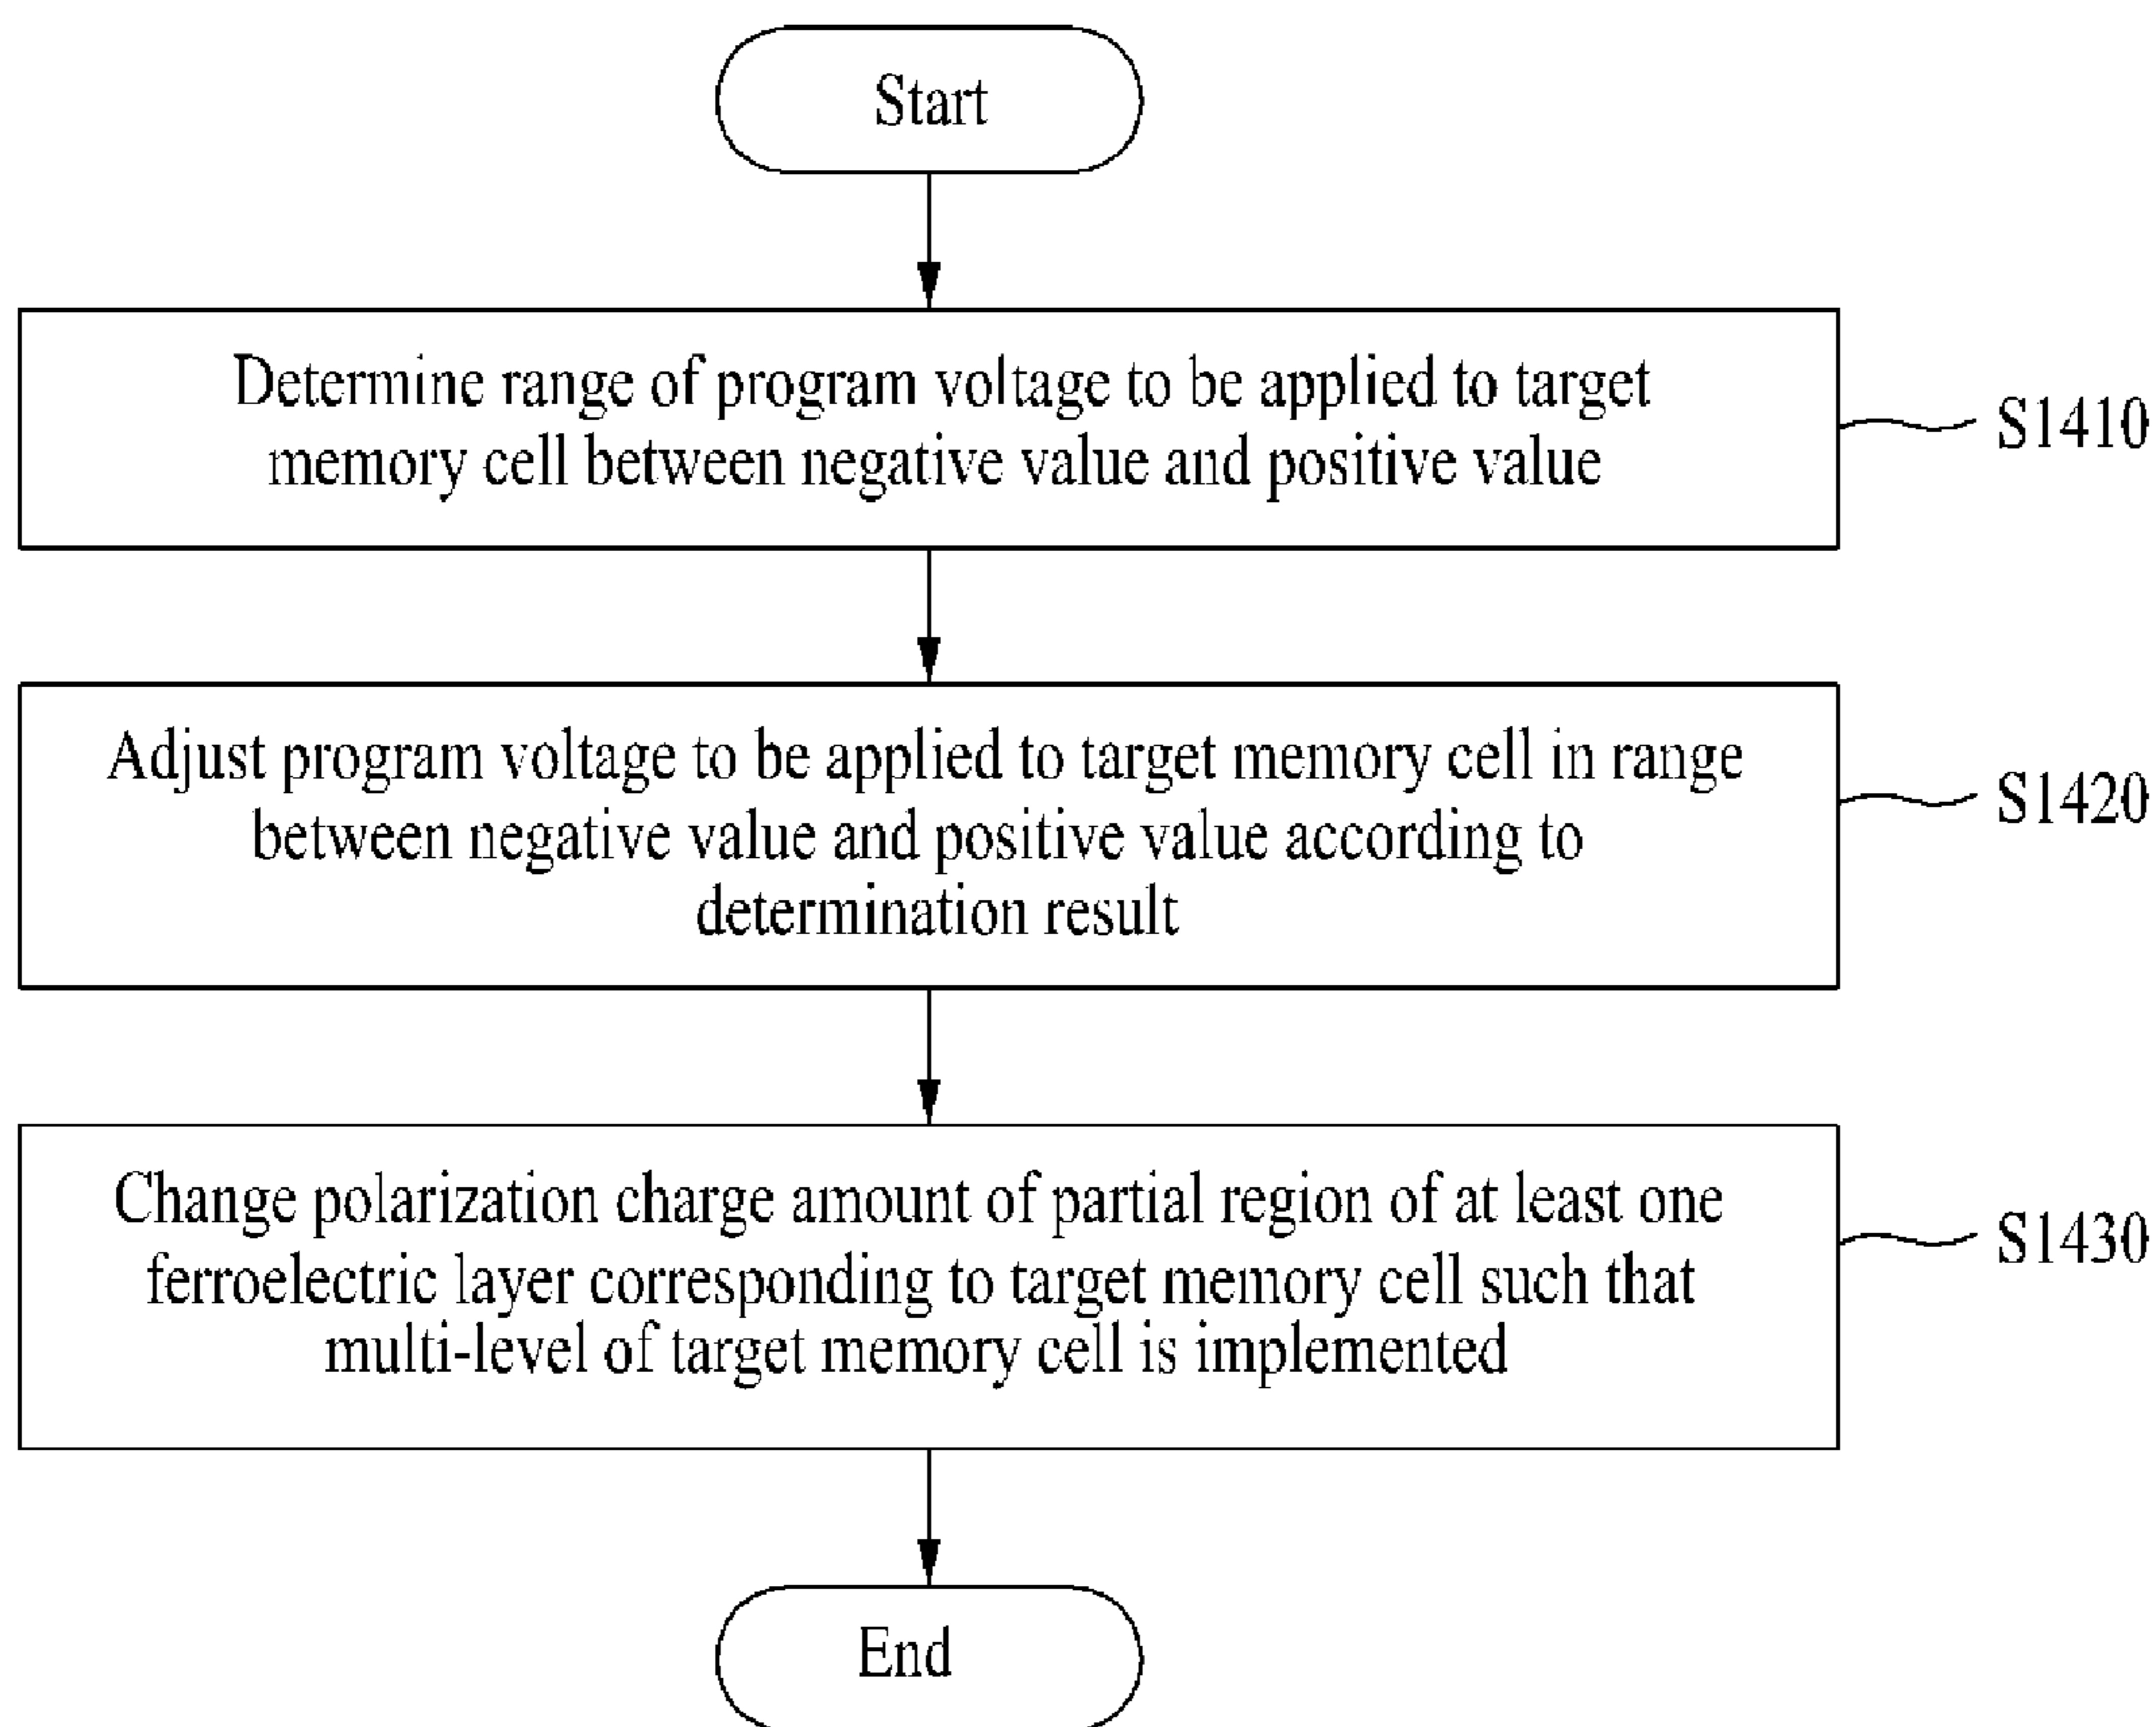 Start
Determine range of program voltage to be applied to target
memory cell between negative value and positive value
S1410
Adjust program voltage to be applied to target memory cell in range
between negative value and positive value according to
determination result
S1420
Change polarization charge amount of partial region of at least one
ferroelectric layer corresponding to target memory cell such that
multi-level of target memory cell is implemented
S1430
End